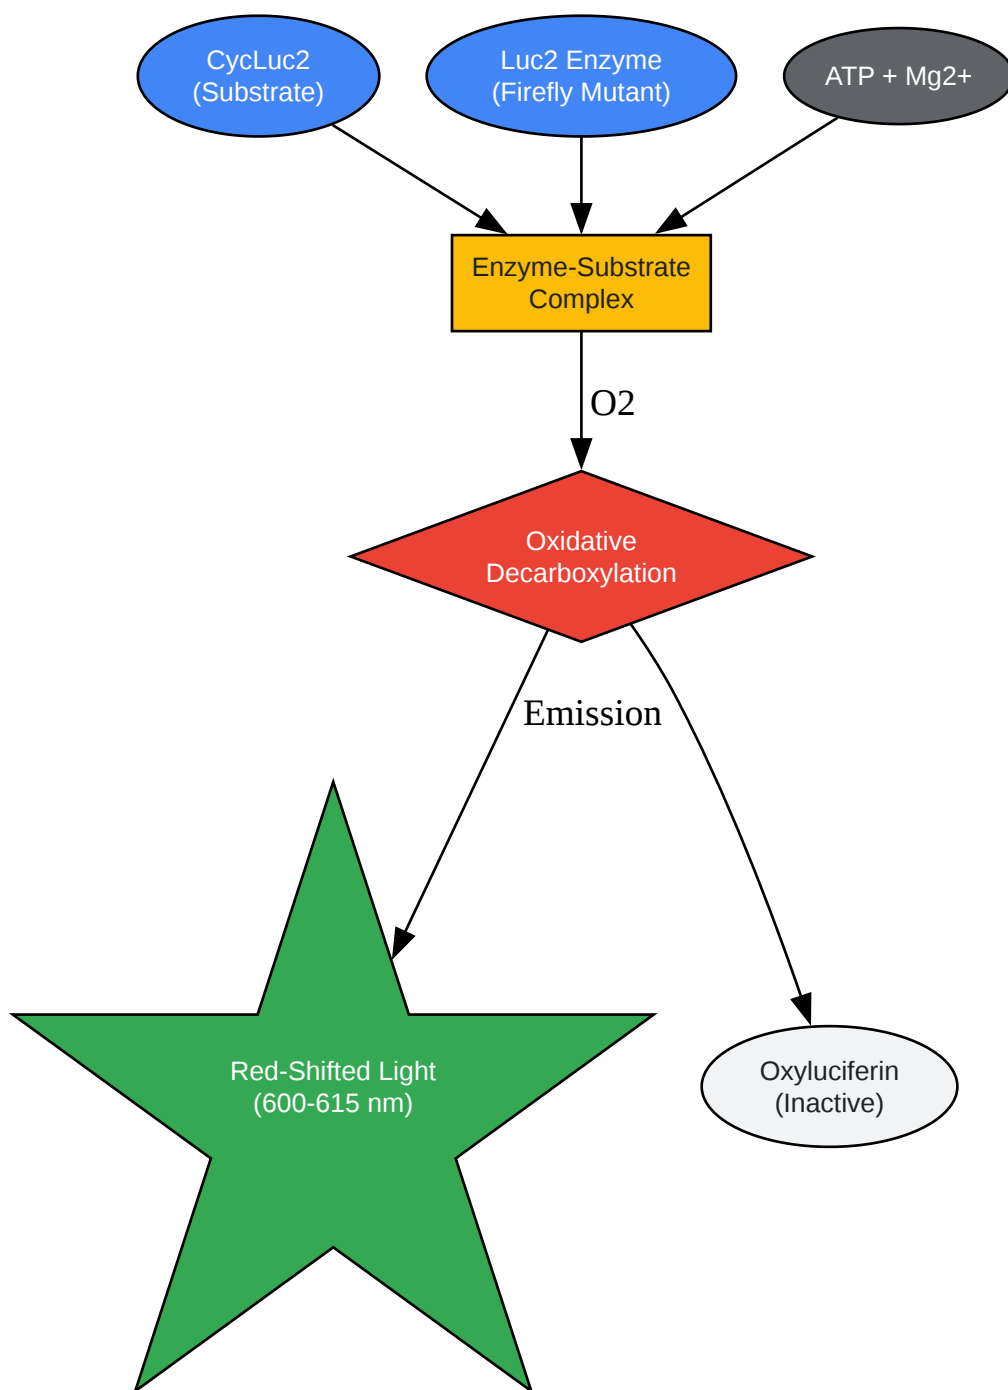 CycLuc2
(Substrate)
Luc2 Enzyme
(Firefly Mutant)
ATP + Mg2+
Enzyme-Substrate
Complex
O2
Oxidative
Decarboxylation
Emission
Red-Shifted Light
(600-615 nm)
Oxyluciferin
(Inactive)